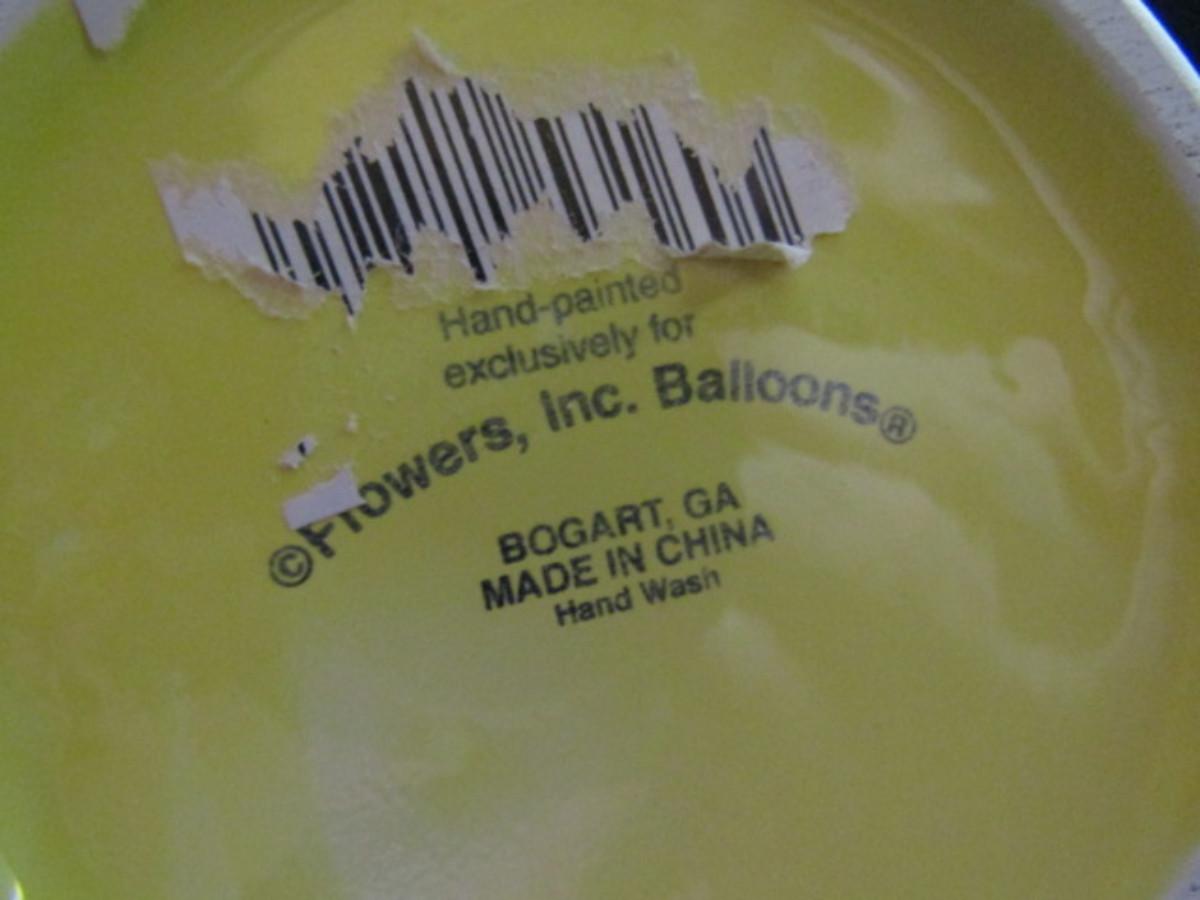 Hand-painted
exclusively for
©Flowers, Inc. Balloons®
BOGART, GA
MADE IN CHINA
Hand Wash